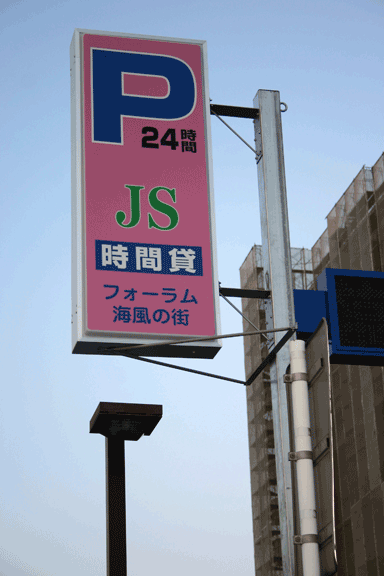 P
24時間
JS
時間貸
フォーラム
海風の街